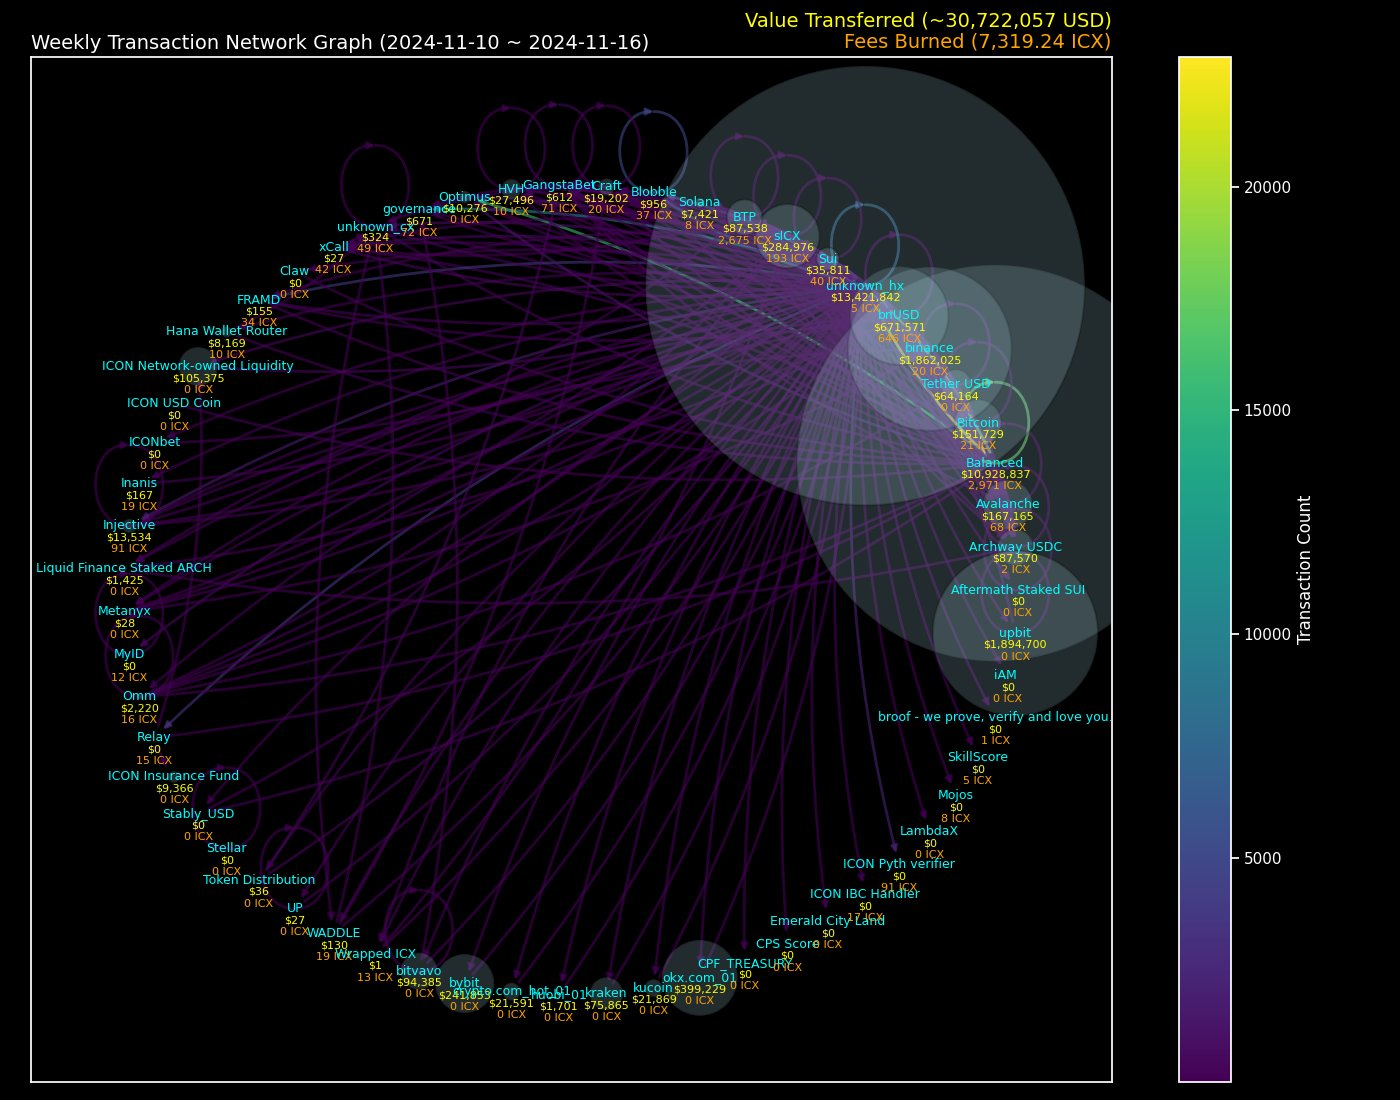 Value Transferred (~30,722,057 USD)
Weekly Transaction Network Graph (2024-11-10 ~ 2024-11-16)
Fees Burned (7,319.24 ICX)
HVH
$27,496
10 ICX
GangstaBet
$612
71 ICX
Craft
$19,202
20 ICX
Blobble
$956
37 ICX
Solana
$7,421
8 ICX
BTP
$87,538
2,675 ICX
sICX
$284,976
193 ICX
Sui
$35,811
40 ICX
unknown_hx
$13,421,842
5 ICX
bnUSD
$671,571
646 ICX
binance
$1,862,025
20 ICX
Tether USD
$64,164
0 ICX
Bitcoin
$151,729
21 ICX
Balanced
$10,928,837
2,971 ICX
Avalanche
$167,165
68 ICX
Archway USDC
$87,570
2 ICX
Aftermath Staked SUI
$0
0 ICX
upbit
$1,894,700
0 ICX
iAM
$0
0 ICX
broof - we prove, verify and love you.
$0
1 ICX
SkillScore
$0
5 ICX
Mojos
$0
8 ICX
LambdaX
$0
0 ICX
ICON Pyth verifier
$0
91 ICX
ICON IBC Handler
$0
17 ICX
Emerald City Land
$0
0 ICX
CPS Score
$0
0 ICX
CPF_TREASURY
$0
0 ICX
okx.com_01
$399,229
0 ICX
kucoin
$21,869
0 ICX
kraken
$75,865
0 ICX
huobi_01
$1,701
0 ICX
crypto.com_hot_01
$21,591
0 ICX
bybit
$241,853
0 ICX
bitvavo
$94,385
0 ICX
Wrapped ICX
$1
13 ICX
WADDLE
$130
19 ICX
UP
$27
0 ICX
Token Distribution
$36
0 ICX
Stellar
$0
0 ICX
Stably_USD
$0
0 ICX
ICON Insurance Fund
$9,366
0 ICX
Relay
$0
15 ICX
Omm
$2,220
16 ICX
MyID
$0
12 ICX
Metanyx
$28
0 ICX
Liquid Finance Staked ARCH
$1,425
0 ICX
Injective
$13,534
91 ICX
Inanis
$167
19 ICX
ICONbet
$0
0 ICX
ICON USD Coin
$0
0 ICX
ICON Network-owned Liquidity
$105,375
0 ICX
Hana Wallet Router
$8,169
10 ICX
FRAMD
$155
34 ICX
Claw
$0
0 ICX
xCall
$27
42 ICX
unknown_cx
$324
49 ICX
governance
$671
72 ICX
Optimus
$10,276
0 ICX
20000
15000
10000
5000
Transaction Count